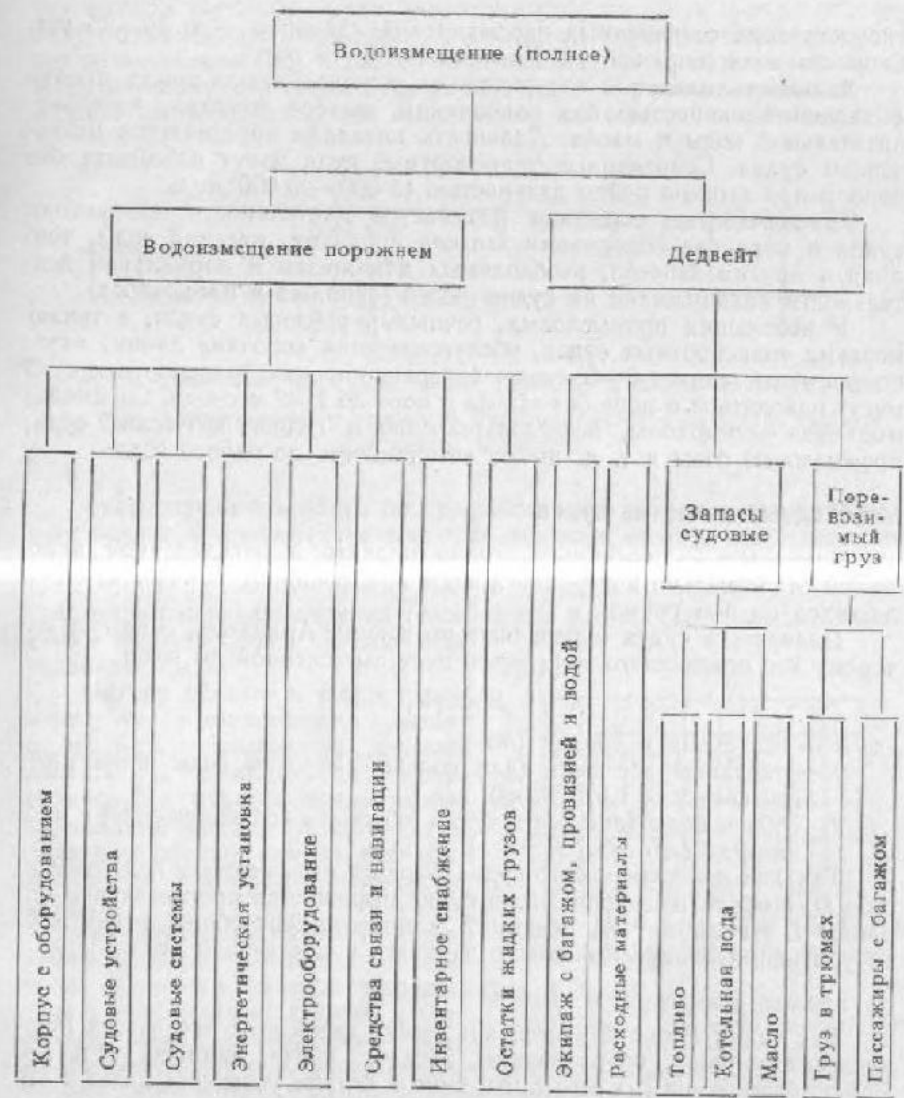 Водоизмещение (полное)
Водоизмещение порожнем
Дедвейт
Запасы
судовые
Пере-
возн-
мый
груз
Корпус с оборудованием
Судовые устройства
Судовые системы
Энергетическая установка
Электрооборудование
Средства связи и навигации
Инвентарное снабжение
Остатки жидких грузов
Экипаж с багажом, провизией и водой
Расходные материалы
Топливо
Котельная вода
Масло
Груз в трюмах
Пассажиры с багажом